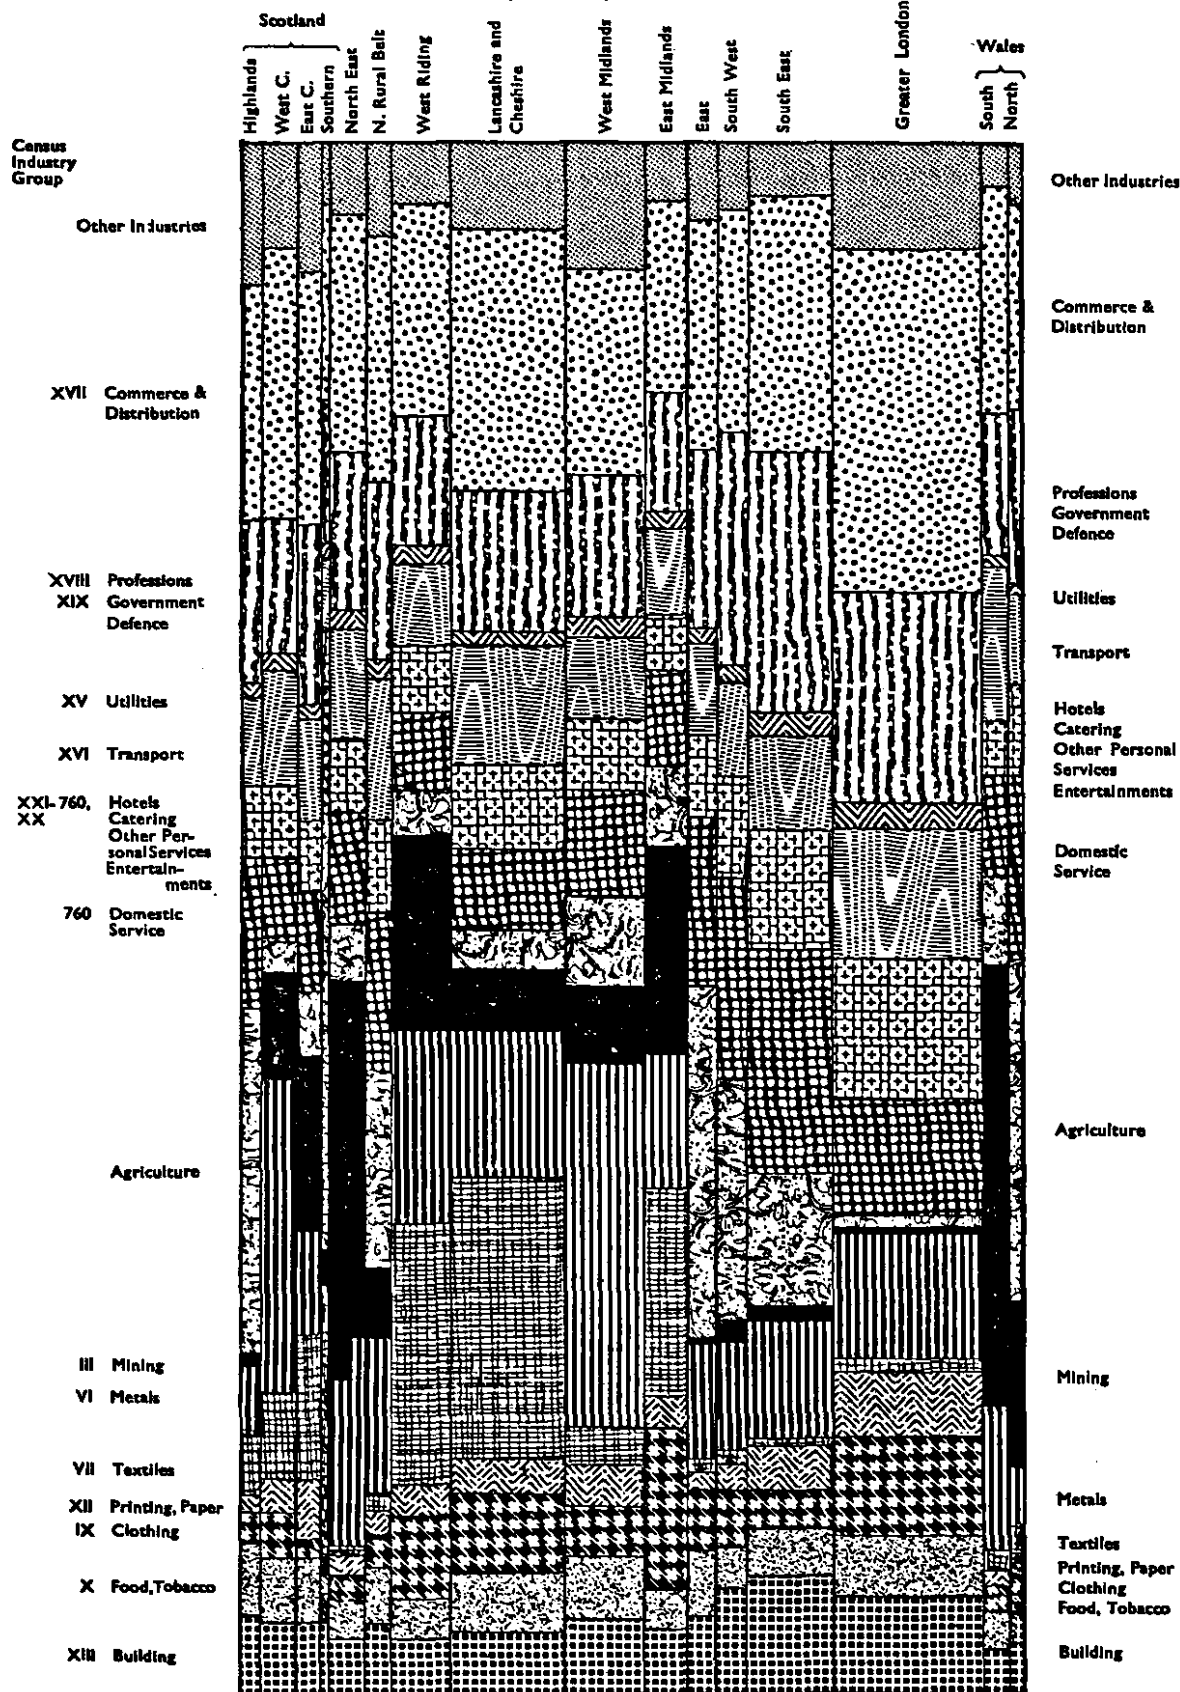 Scotland
Highlands
West C.
East C.
Southern
North East
N. Rural Belt
West Riding
Lancashire and
Cheshire
West Midlands
East Midlands
East
South West
South East
Greater London
Wales
South
North
Census
Industry
Group
Other Industries
XVII Commerce &
Distribution
XVIII Professions
XIX Government
Defence
XV Utilities
XVI Transport
XXI-760, Hotels
XX Catering
Other Per-
sonal Services
Entertain-
ments
760 Domestic
Service
Agriculture
III Mining
VI Metals
VII Textiles
XII Printing, Paper
IX Clothing
X Food, Tobacco
XIII Building
Other Industries
Commerce &
Distribution
Professions
Government
Defence
Utilities
Transport
Hotels
Catering
Other Personal
Services
Entertainments
Domestic
Service
Agriculture
Mining
Metals
Textiles
Printing, Paper
Clothing
Food, Tobacco
Building